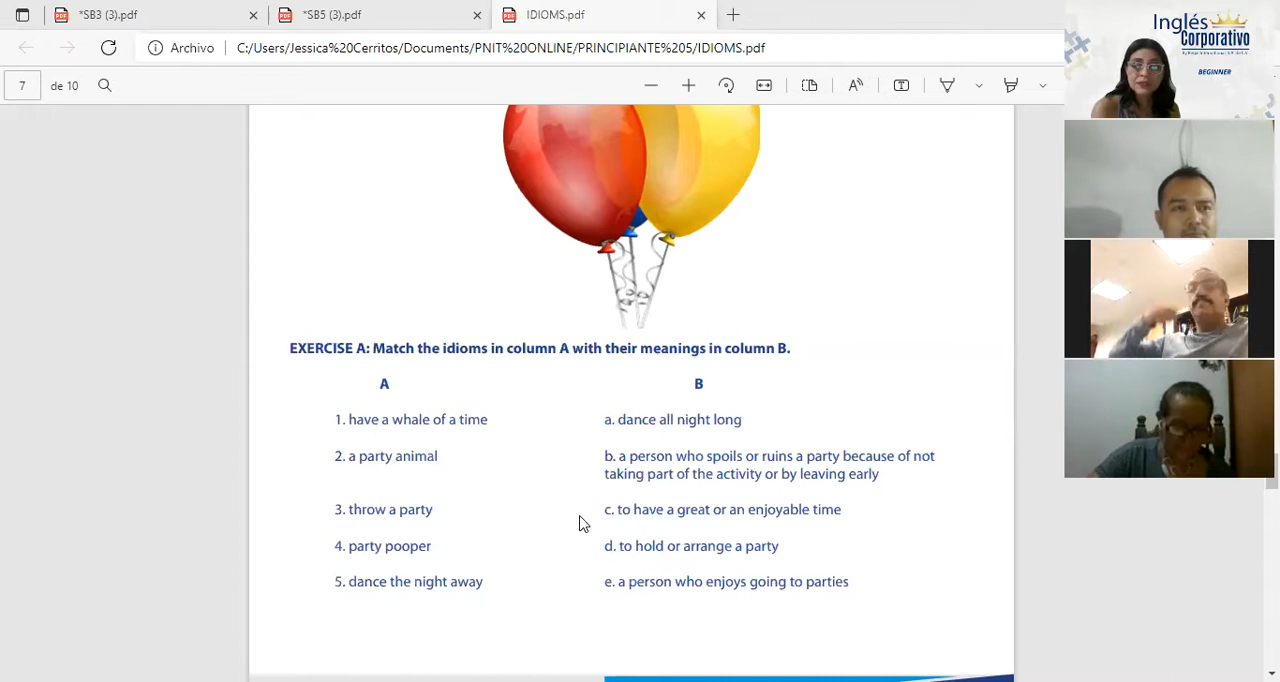 *SB3 (3).pdf
*SB5 (3).pdf
IDIOMS.pdf
Archivo
C:/Users/Jessica%20Cerritos/Documents/PNIT%20ONLINE/PRINCIPIANTE%205/IDIOMS.pdf
7
de 10
EXERCISE A: Match the idioms in column A with their meanings in column B.
A
B
1. have a whale of a time
a. dance all night long
2. a party animal
b. a person who spoils or ruins a party because of not
taking part of the activity or by leaving early
3. throw a party
c. to have a great or an enjoyable time
4. party pooper
d. to hold or arrange a party
5. dance the night away
e. a person who enjoys going to parties
Inglés
Corporativo
BEGINNER